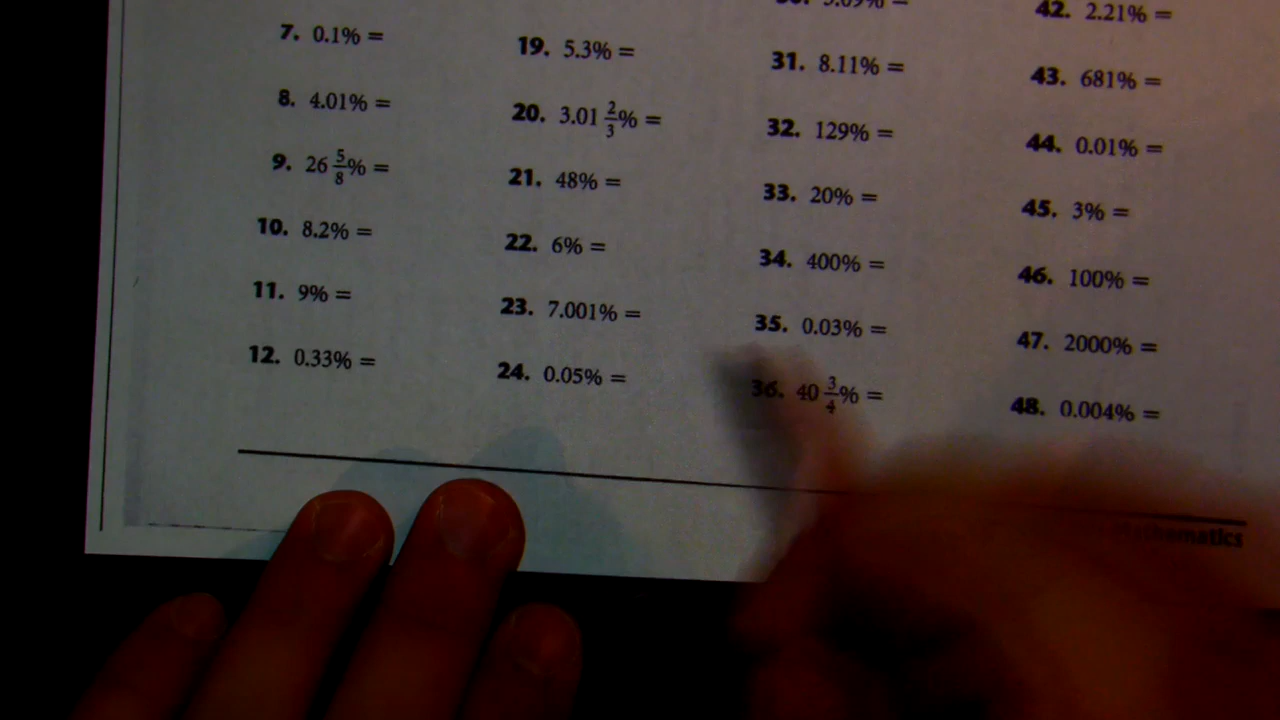 7. 0.1% =
8. 4.01% =
9. 26 5/8% =
10. 8.2% =
11. 9% =
12. 0.33% =
19. 5.3% =
20. 3.01 2/3% =
21. 48% =
22. 6% =
23. 7.001% =
24. 0.05% =
31. 8.11% =
32. 129% =
33. 20% =
34. 400% =
35. 0.03% =
36. 40 3/4% =
42. 2.21% =
43. 681% =
44. 0.01% =
45. 3% =
46. 100% =
47. 2000% =
48. 0.004% =
Mathematics